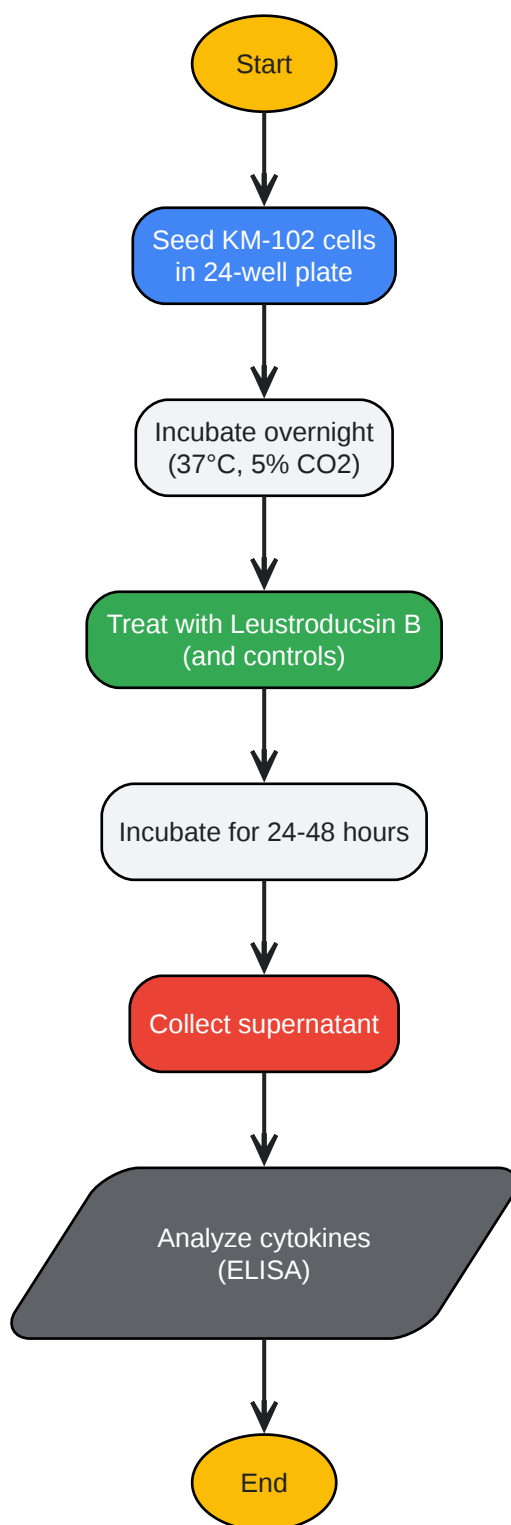 Start
Seed KM-102 cells
in 24-well plate
Incubate overnight
(37°C, 5% CO2)
Treat with Leustroducsin B
(and controls)
Incubate for 24-48 hours
Collect supernatant
Analyze cytokines
(ELISA)
End